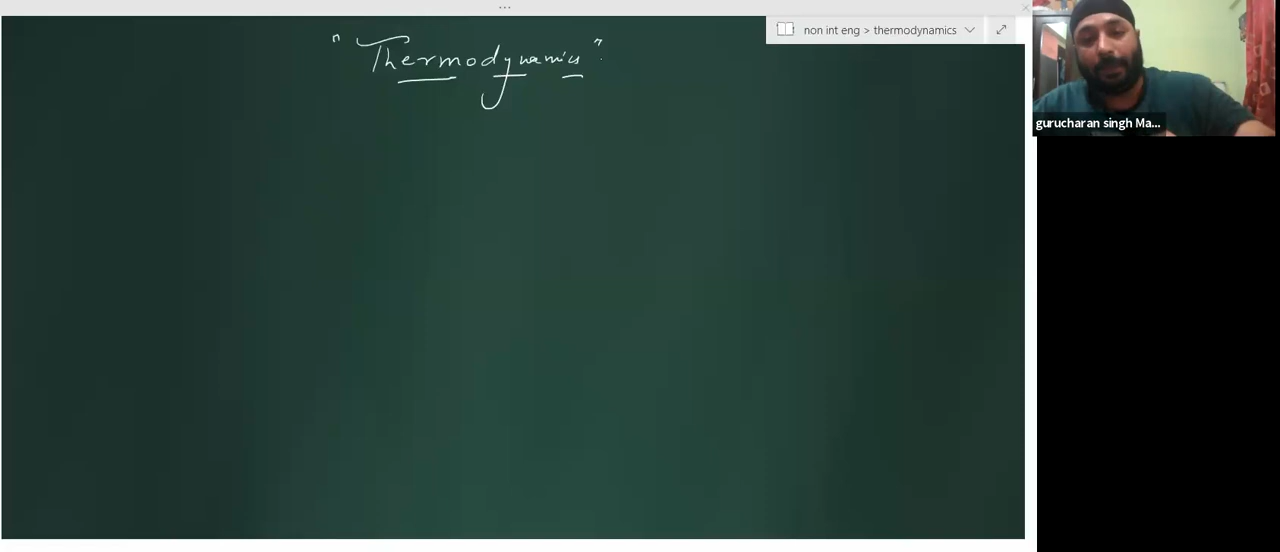 non int eng > thermodynamics
" Thermodynamics "
gurucharan singh Ma...